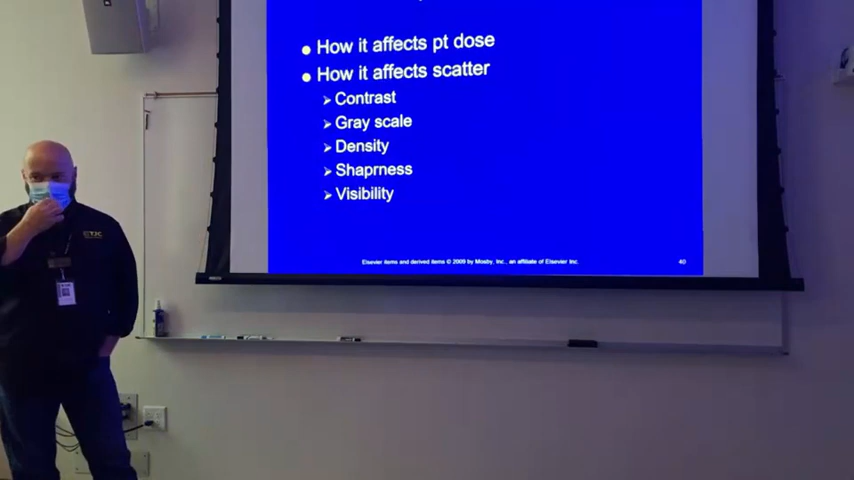 How it affects pt dose
How it affects scatter
Contrast
Gray scale
Density
Shaprness
Visibility
Elsevier items and derived items © 2009 by Mosby, Inc., an affiliate of Elsevier Inc.
40